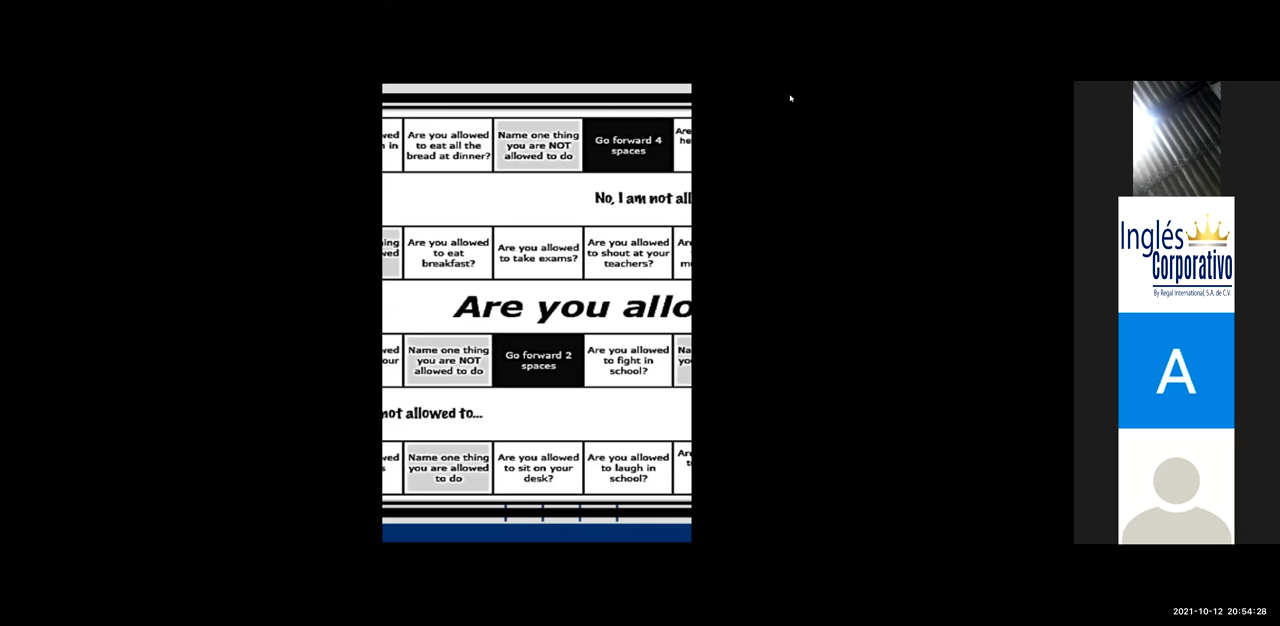 Are you allowed
to eat all the
bread at dinner?
Name one thing
you are NOT
allowed to do
Go forward 4
spaces
No, I am not all
Are you allowed
to eat
breakfast?
Are you allowed
to take exams?
Are you allowed
to shout at your
teachers?
Are you allo
Name one thing
you are NOT
allowed to do
Go forward 2
spaces
Are you allowed
to fight in
school?
not allowed to...
Name one thing
you are allowed
to do
Are you allowed
to sit on your
desk?
Are you allowed
to laugh in
school?
Inglés
Corporativo
By Regal International, S.A. de C.V.
A
2021-10-12 20:54:28